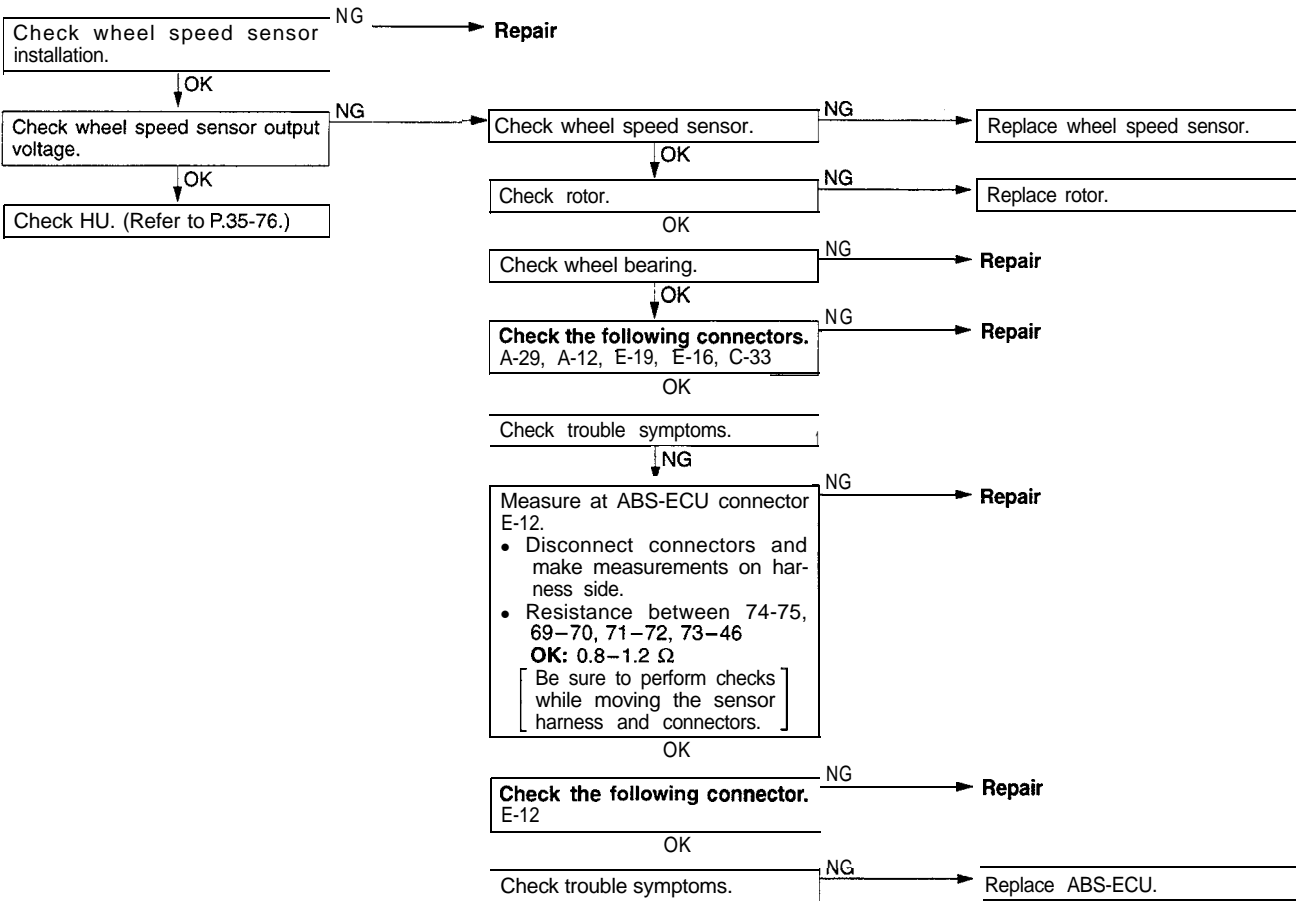 Check wheel speed sensor
installation.
NG
Repair
OK
Check wheel speed sensor output
voltage.
NG
OK
Check HU. (Refer to P.35-76.)
Check wheel speed sensor.
NG
Replace wheel speed sensor.
OK
Check rotor.
NG
Replace rotor.
OK
Check wheel bearing.
NG
Repair
OK
Check the following connectors.
A-29, A-12, E-19, E-16, C-33
NG
Repair
OK
Check trouble symptoms.
NG
Measure at ABS-ECU connector
E-12.
• Disconnect connectors and
make measurements on har-
ness side.
• Resistance between 74-75,
69–70, 71–72, 73–46
OK: 0.8–1.2 Ω
[Be sure to perform checks
while moving the sensor
harness and connectors.]
NG
Repair
OK
Check the following connector.
E-12
NG
Repair
OK
Check trouble symptoms.
NG
Replace ABS-ECU.